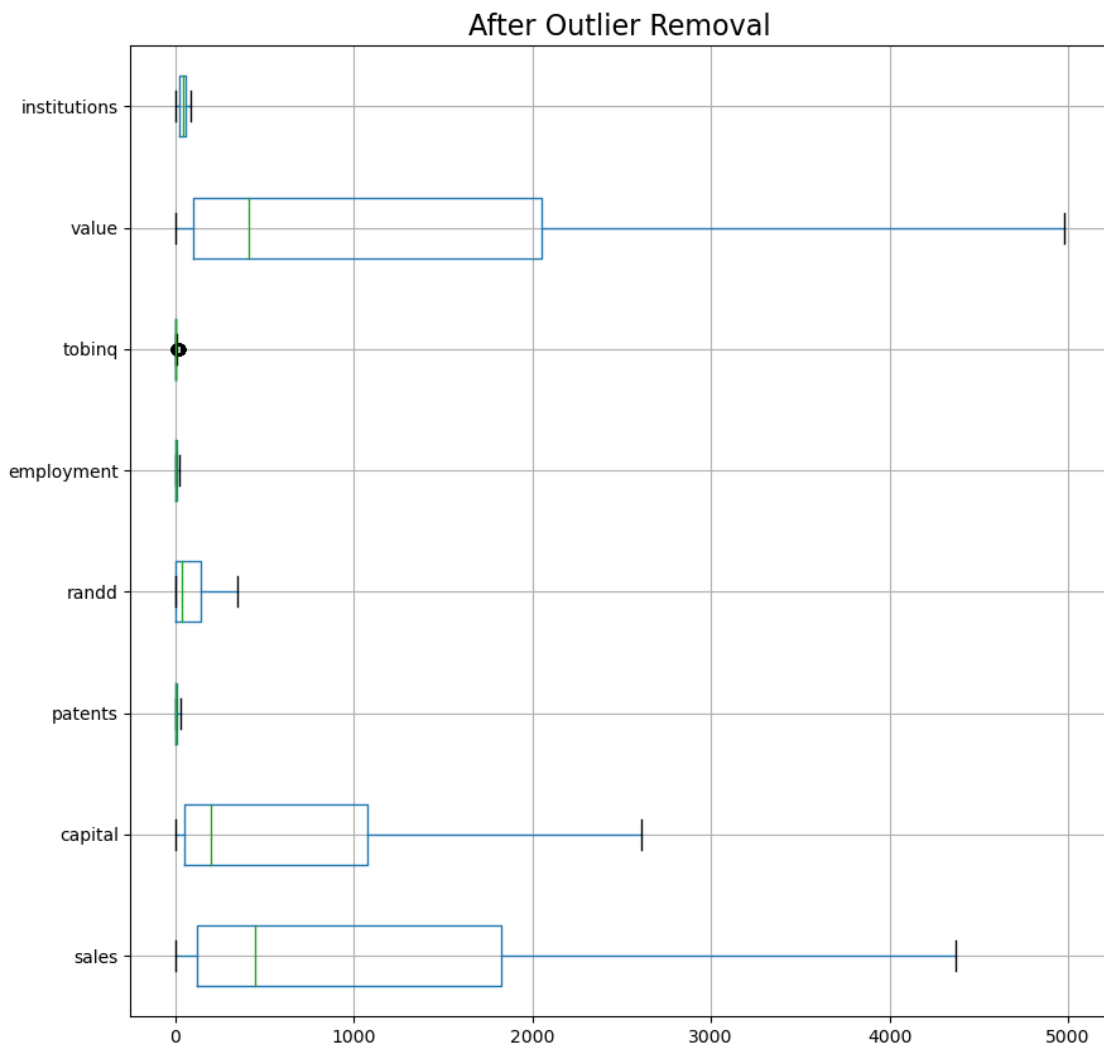 After Outlier Removal
institutions
value
tobinq
employment
randd
patents
capital
sales
0 1000 2000 3000 4000 5000